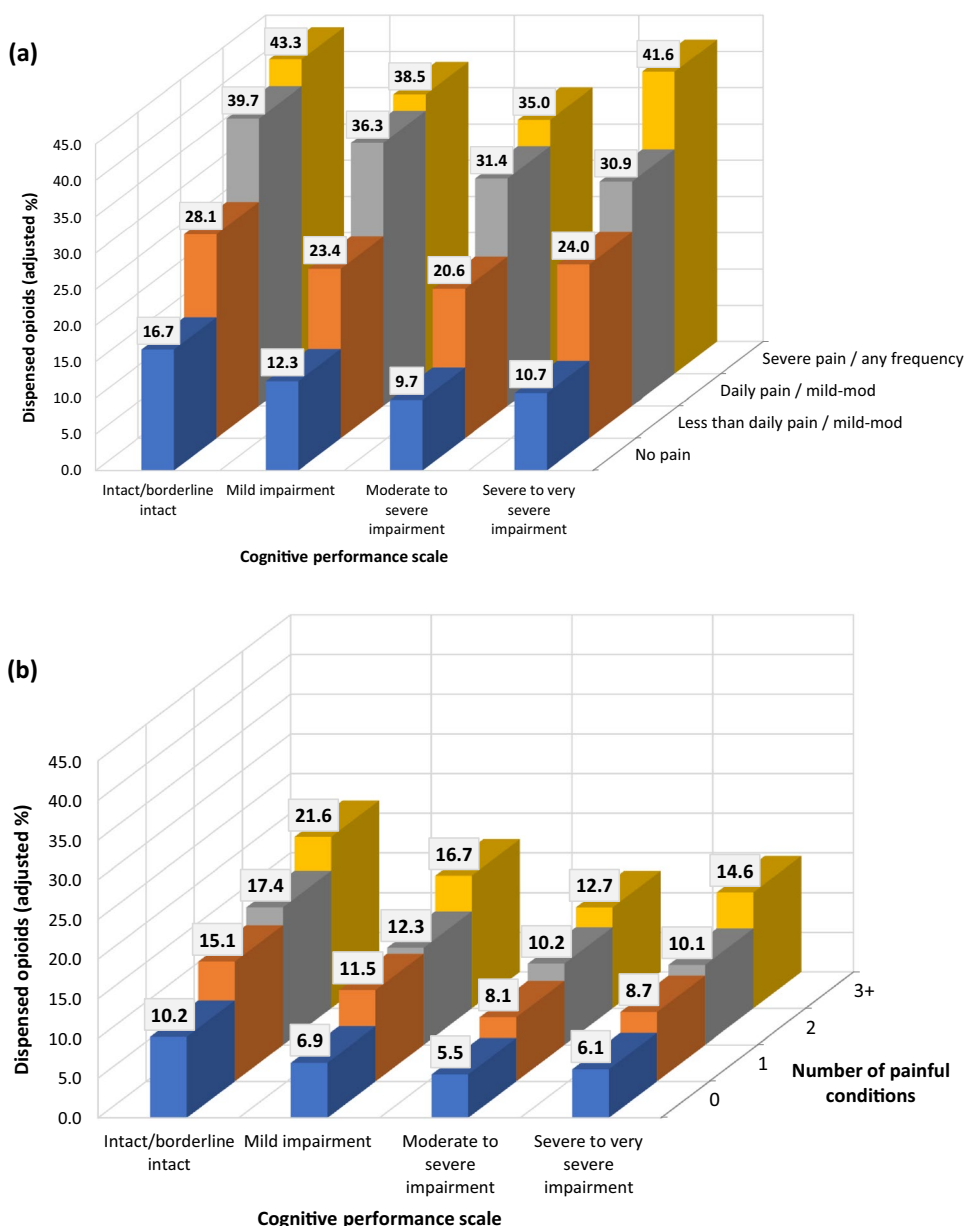 (a)
43.3
41.6
38.5
39.7
35.0
36.3
31.4
30.9
45.0
40.0
28.1
35.0
23.4
24.0
30.0
20.6
25.0
20.0
16.7
15.0
12.3
10.7
9.7
10.0
5.0
0.0
Dispensed opioids (adjusted %)
Severe pain / any frequency
Daily pain / mild-mod
Less than daily pain / mild-mod
No pain
Intact/borderline
intact
Mild impairment
Moderate to
severe
impairment
Severe to very
severe
impairment
Cognitive performance scale
(b)
45.0
40.0
35.0
30.0
25.0
20.0
15.0
10.0
5.0
0.0
Dispensed opioids (adjusted %)
21.6
16.7
14.6
12.7
17.4
12.3
10.2
10.1
15.1
11.5
8.1
8.7
10.2
6.9
5.5
6.1
3+
2
1
0
Number of painful
conditions
Intact/borderline
intact
Mild impairment
Moderate to
severe
impairment
Severe to very
severe
impairment
Cognitive performance scale